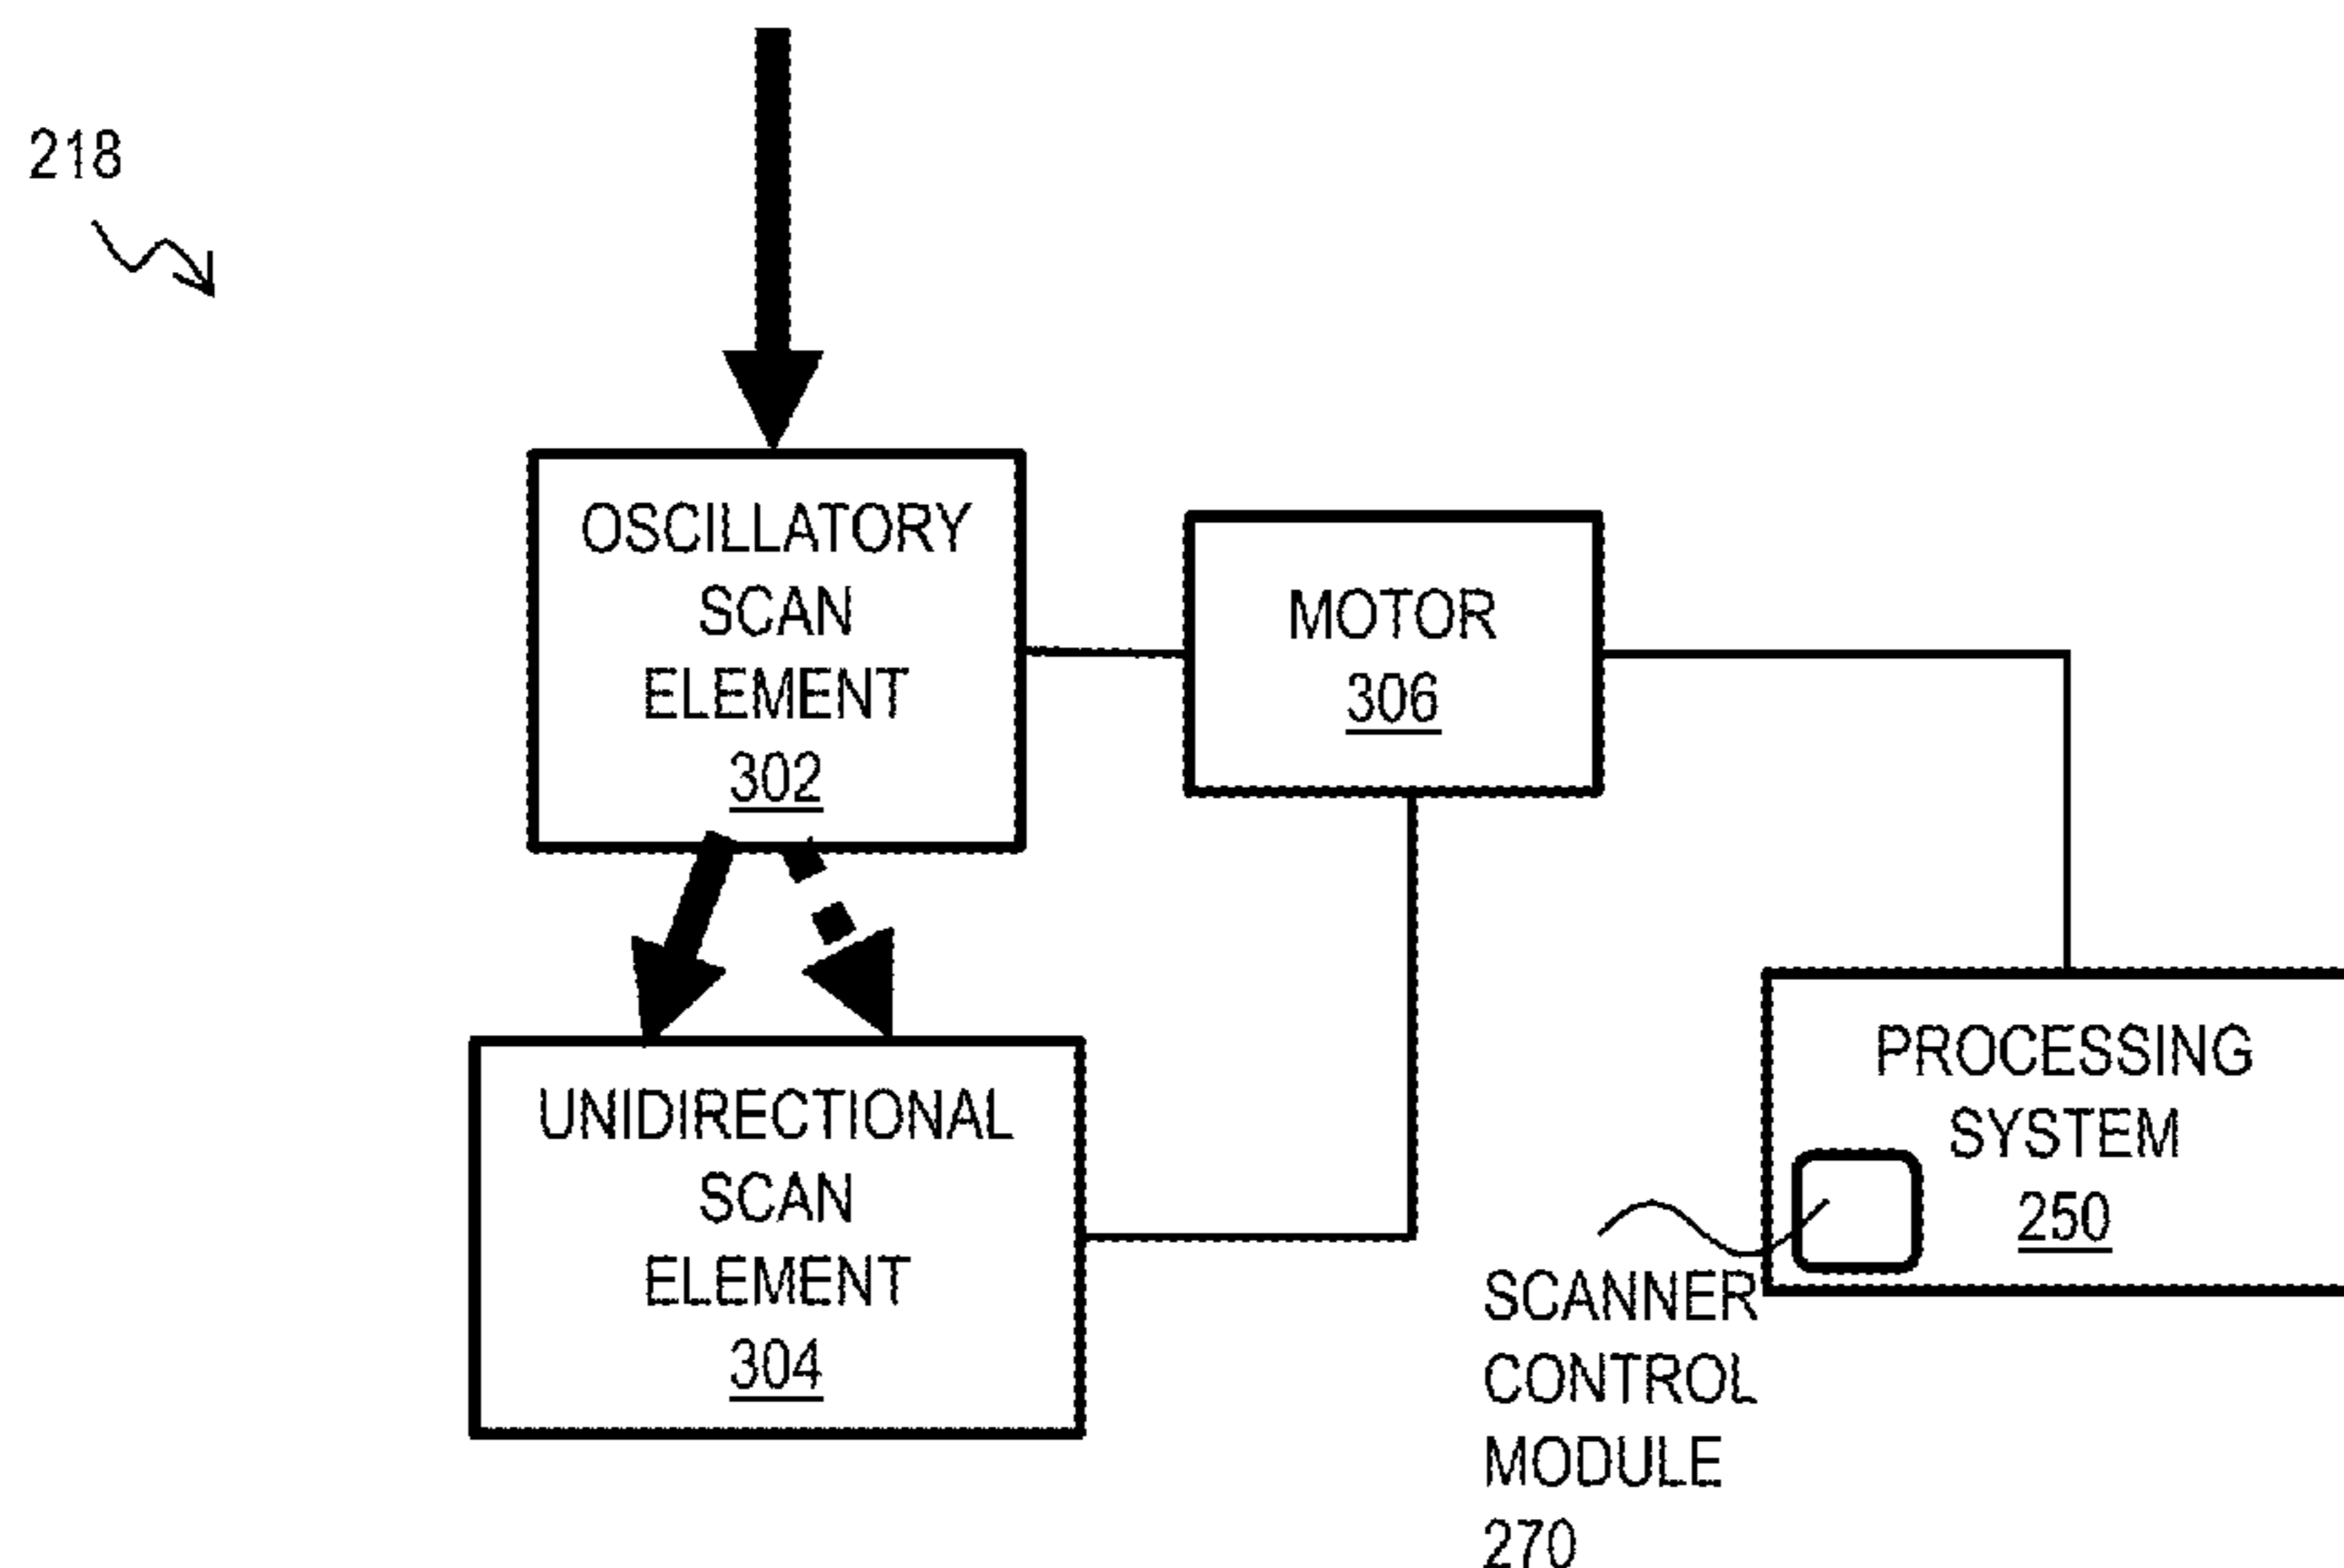 218
OSCILLATORY
SCAN
ELEMENT
302
MOTOR
306
UNIDIRECTIONAL
SCAN
ELEMENT
304
PROCESSING
SYSTEM
250
SCANNER
CONTROL
MODULE
270